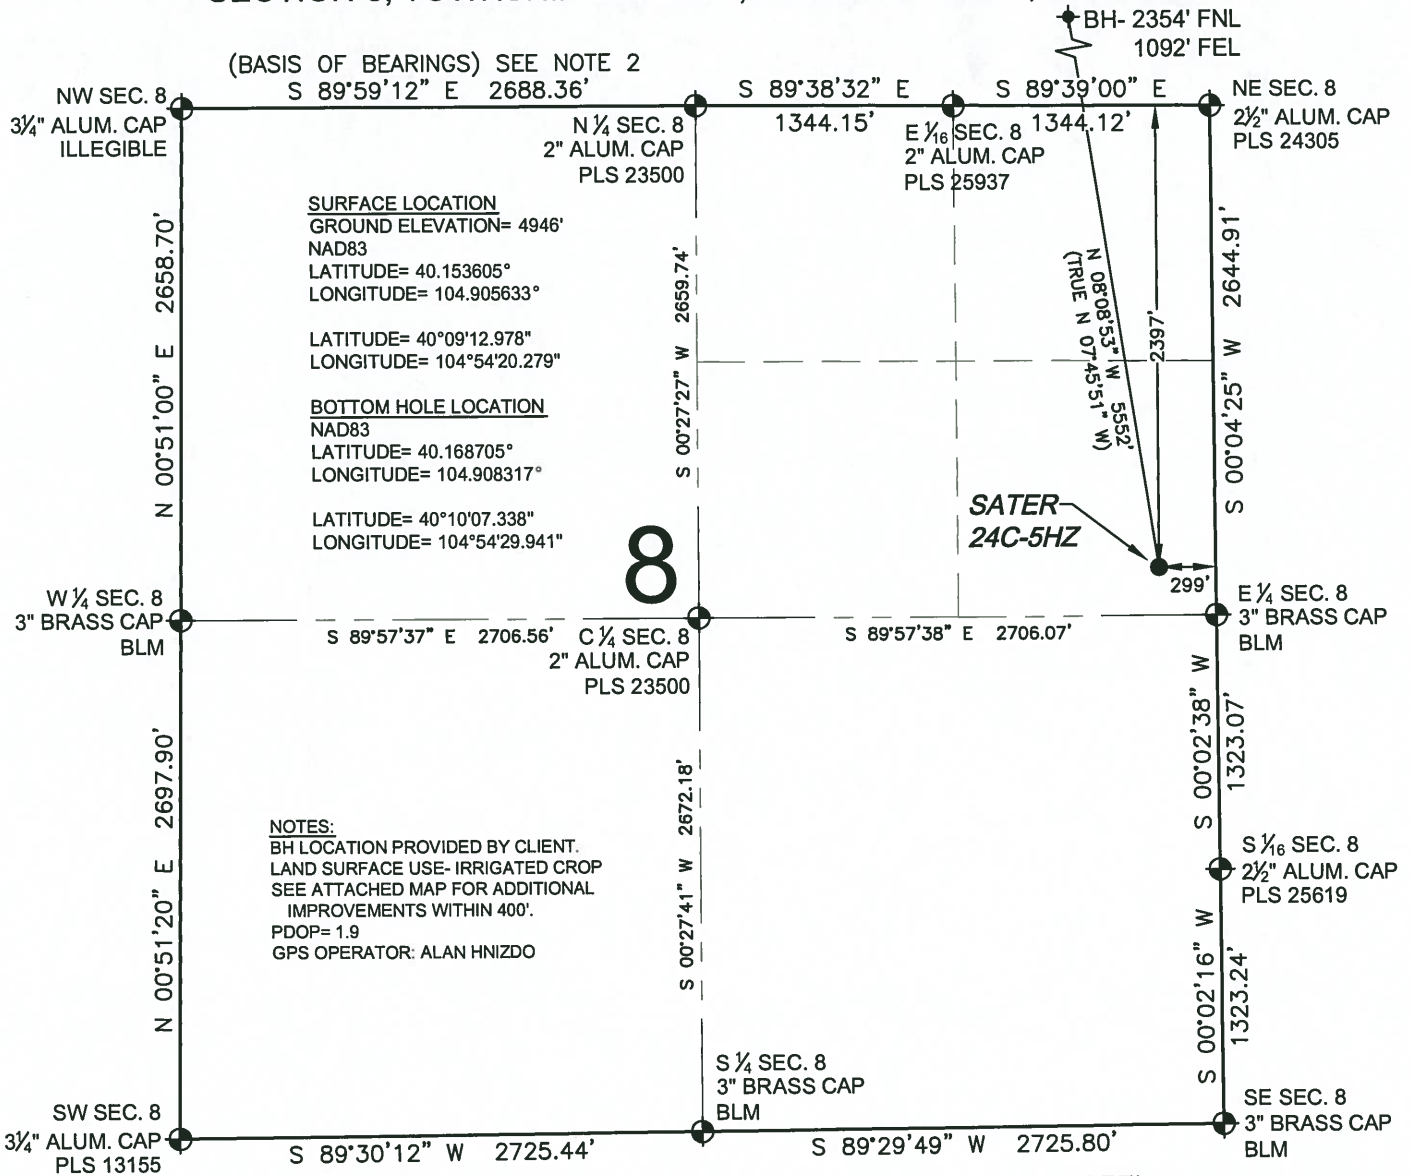 BH- 2354' FNL
1092' FEL
(BASIS OF BEARINGS) SEE NOTE 2
S 89°59'12" E 2688.36'
S 89°38'32" E
1344.15'
S 89°39'00" E
1344.12'
NW SEC. 8
3¼" ALUM. CAP
ILLEGIBLE
N ¼ SEC. 8
2" ALUM. CAP
PLS 23500
E 1⁄16 SEC. 8
2" ALUM. CAP
PLS 25937
NE SEC. 8
2½" ALUM. CAP
PLS 24305
SURFACE LOCATION
GROUND ELEVATION= 4946'
NAD83
LATITUDE= 40.153605°
LONGITUDE= 104.905633°
LATITUDE= 40°09'12.978"
LONGITUDE= 104°54'20.279"
BOTTOM HOLE LOCATION
NAD83
LATITUDE= 40.168705°
LONGITUDE= 104.908317°
LATITUDE= 40°10'07.338"
LONGITUDE= 104°54'29.941"
N 00°51'00" E 2658.70'
S 00°27'27" W 2659.74'
N 08°08'53" W 5552'
(TRUE N 07°45'51" W)
2397'
S 00°04'25" W 2644.91'
SATER
24C-5HZ
299'
8
W ¼ SEC. 8
3" BRASS CAP
BLM
S 89°57'37" E 2706.56'
C ¼ SEC. 8
2" ALUM. CAP
PLS 23500
S 89°57'38" E 2706.07'
E ¼ SEC. 8
3" BRASS CAP
BLM
N 00°51'20" E 2697.90'
NOTES:
BH LOCATION PROVIDED BY CLIENT.
LAND SURFACE USE- IRRIGATED CROP
SEE ATTACHED MAP FOR ADDITIONAL
IMPROVEMENTS WITHIN 400'.
PDOP= 1.9
GPS OPERATOR: ALAN HNIZDO
S 00°27'41" W 2672.18'
S 00°02'38" W
1323.07'
S 1⁄16 SEC. 8
2½" ALUM. CAP
PLS 25619
S 00°02'16" W
1323.24'
SW SEC. 8
3¼" ALUM. CAP
PLS 13155
S 89°30'12" W 2725.44'
S ¼ SEC. 8
3" BRASS CAP
BLM
S 89°29'49" W 2725.80'
SE SEC. 8
3" BRASS CAP
BLM